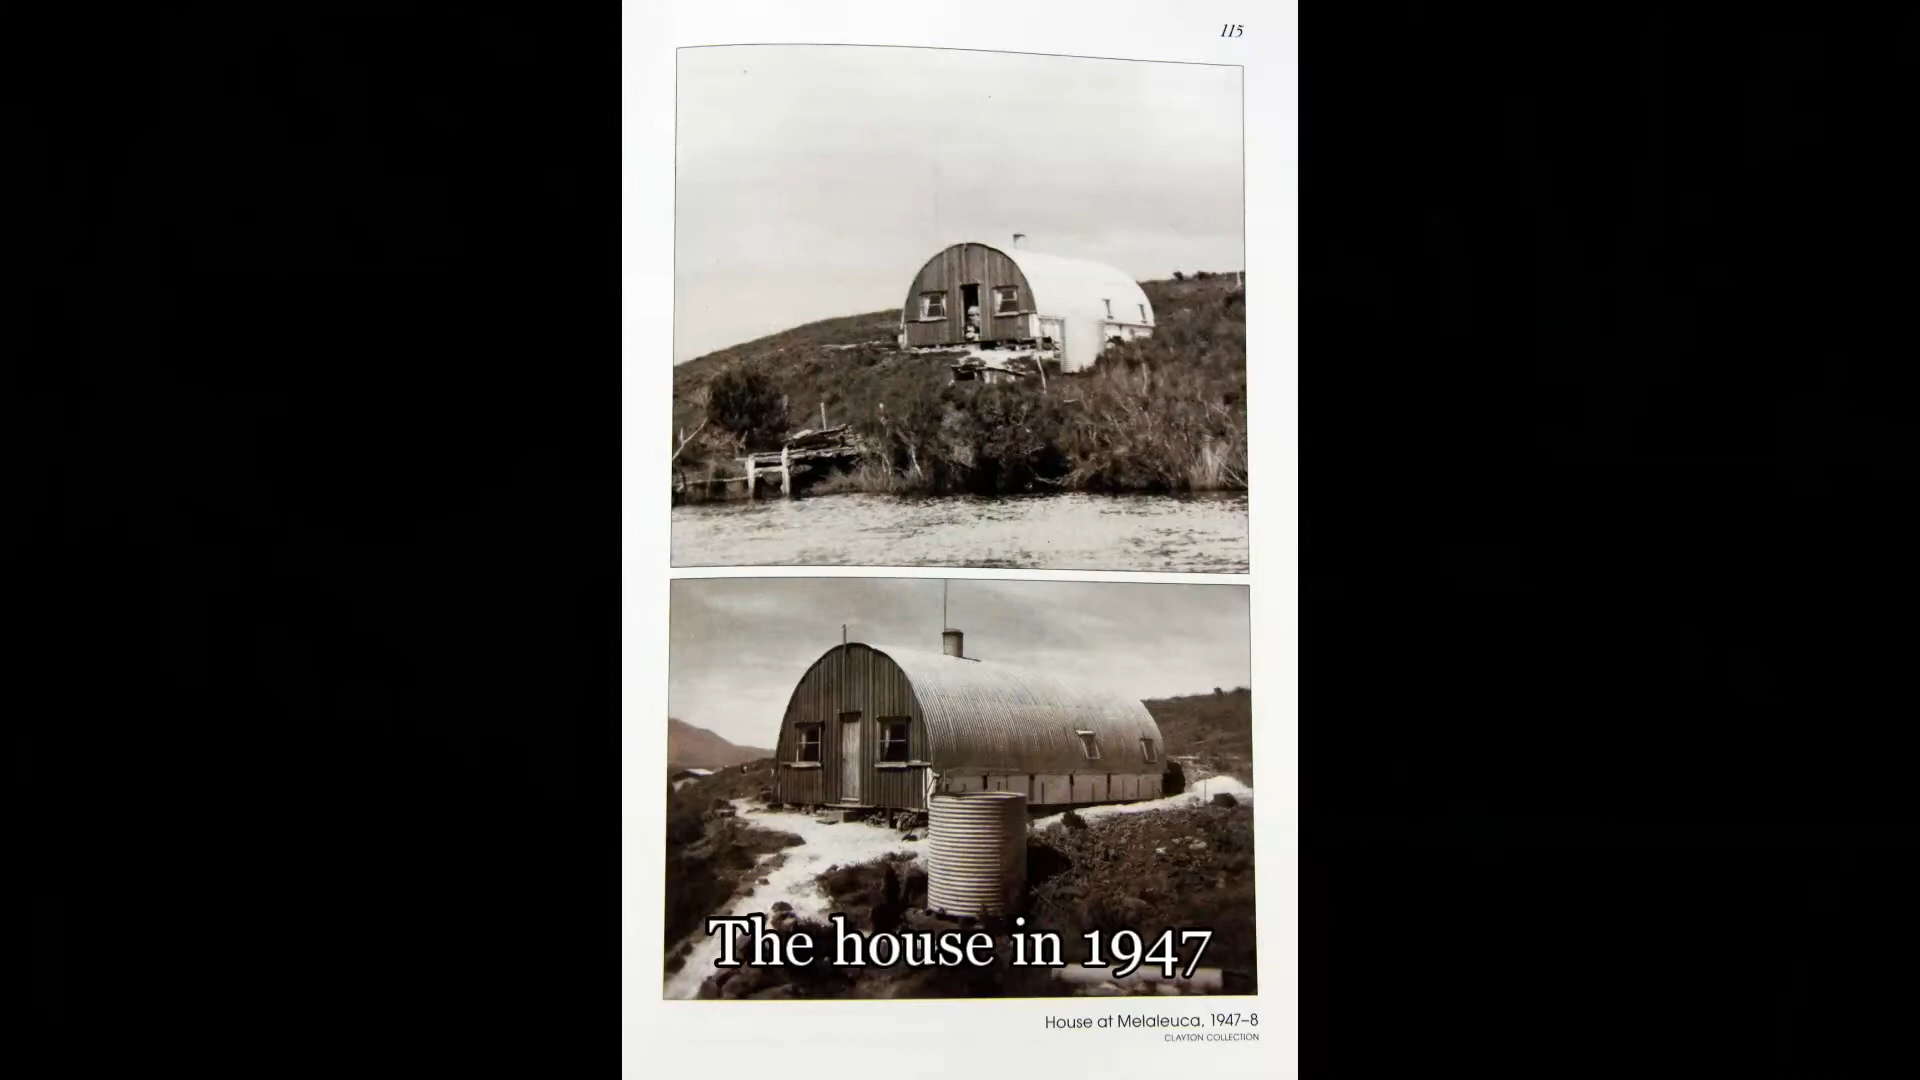 115
The house in 1947
House at Melaleuca, 1947–8
CLAYTON COLLECTION